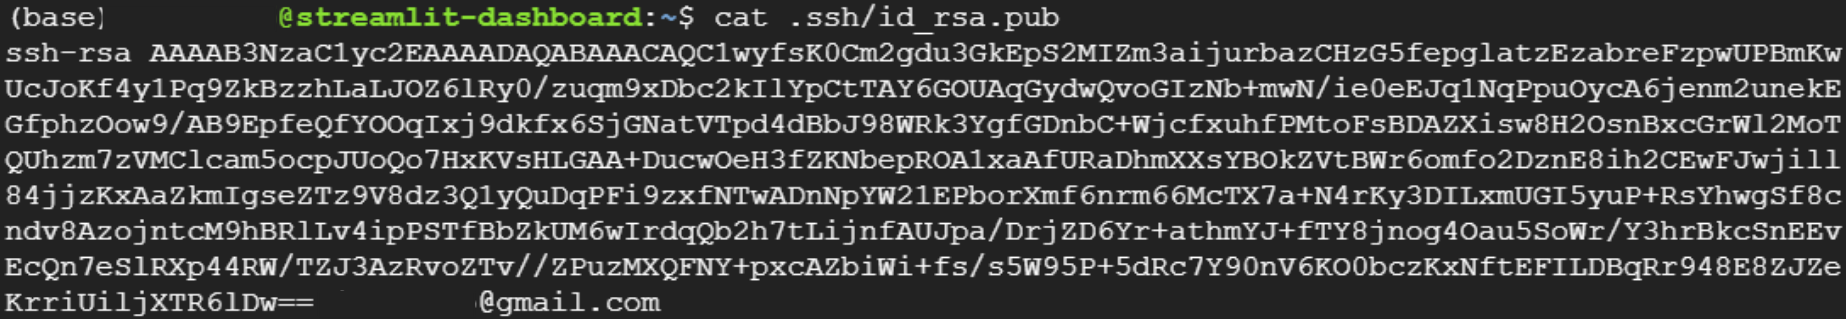 (base) @streamlit-dashboard:~$ cat .ssh/id_rsa.pub
ssh-rsa AAAAB3NzaC1yc2EAAAADAQABAAACAQC1wyfsK0Cm2gdu3GkEpS2MIZm3aijurbazCHzG5fepglatzEzabreFzpwUPBmKw
UcJoKf4y1Pq9ZkBzzhLaLJOZ6lRy0/zuqm9xDbc2kIlYpCtTAY6GOUAqGydwQvoGIzNb+mwN/ie0eEJq1NqPpuOycA6jenm2unekE
GfphzOow9/AB9EpfeQfYOOqIxj9dkfx6SjGNatVTpd4dBbJ98WRk3YgfGDnbC+WjcfxuhfPMtoFsBDAZXisw8H2OsnBxcGrWl2MoT
QUhzm7zVMClcam5ocpJUoQo7HxKVsHLGAA+DucwOeH3fZKNbepROA1xaAfURaDhmXXsYBOkZVtBWr6omfo2DznE8ih2CEwFJwjill
84jjzKxAaZkmIgseZTz9V8dz3Q1yQuDqPFi9zxfNTwADnNpYW21EPborXmf6nrm66McTX7a+N4rKy3DILxmUGI5yuP+RsYhwgSf8c
ndv8AzojntcM9hBRlLv4ipPSTfBbZkUM6wIrdqQb2h7tLijnfAUJpa/DrjZD6Yr+athmYJ+fTY8jnog4Oau5SoWr/Y3hrBkcSnEEv
EcQn7eSlRXp44RW/TZJ3AzRvoZTv//ZPuzMXQFNY+pxcAZbiWi+fs/s5W95P+5dRc7Y90nV6KO0bczKxNftEFILDBqRr948E8ZJZe
KrriUiljXTR6lDw== @gmail.com